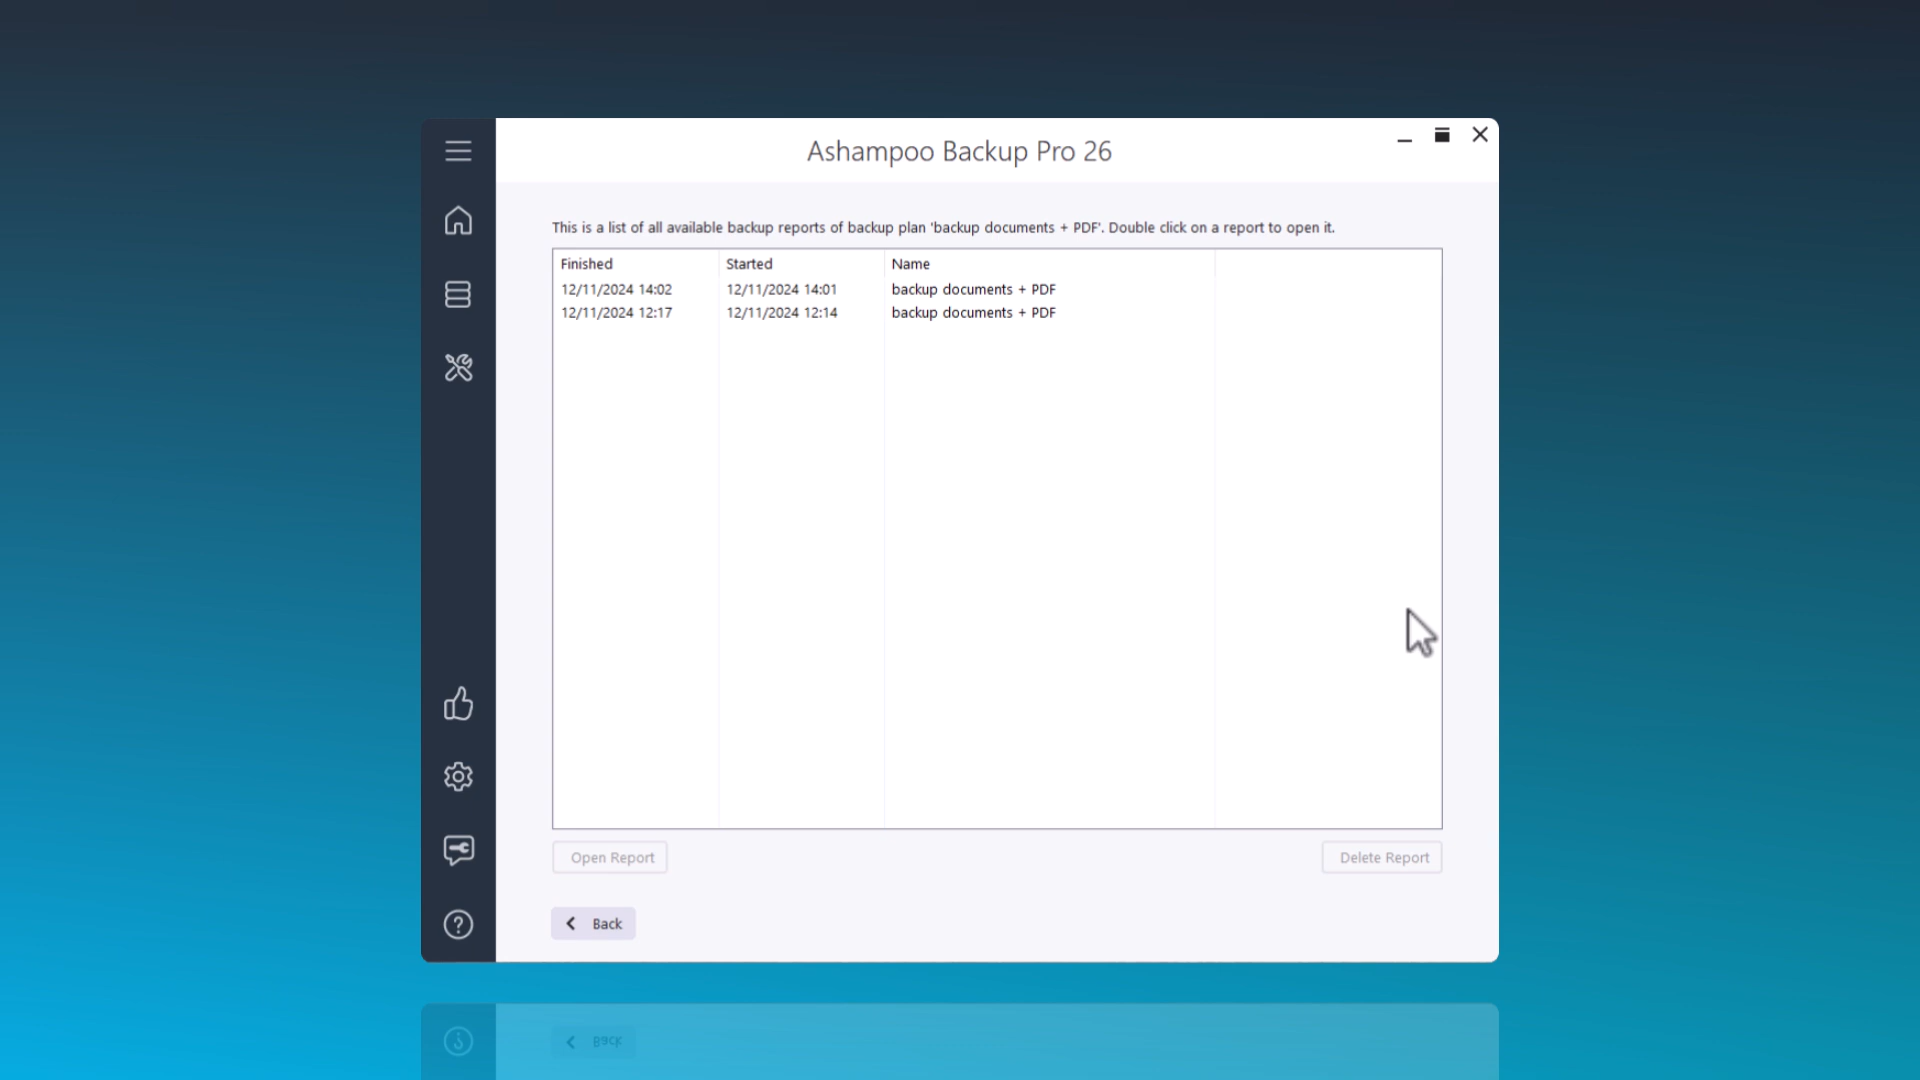 Ashampoo Backup Pro 26
This is a list of all available backup reports of backup plan 'backup documents + PDF'. Double click on a report to open it.
Finished Started Name
12/11/2024 14:02 12/11/2024 14:01 backup documents + PDF
12/11/2024 12:17 12/11/2024 12:14 backup documents + PDF
Open Report Delete Report
Back
Back